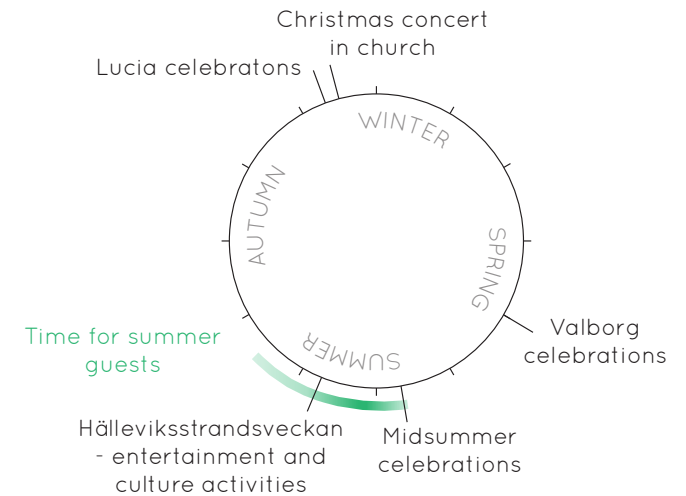 Christmas concert
in church
Lucia celebratons
WINTER
AUTUMN
SPRING
Time for summer
guests
SUMMER
Valborg
celebrations
Hälleviksstrandsveckan
- entertainment and
culture activities
Midsummer
celebrations